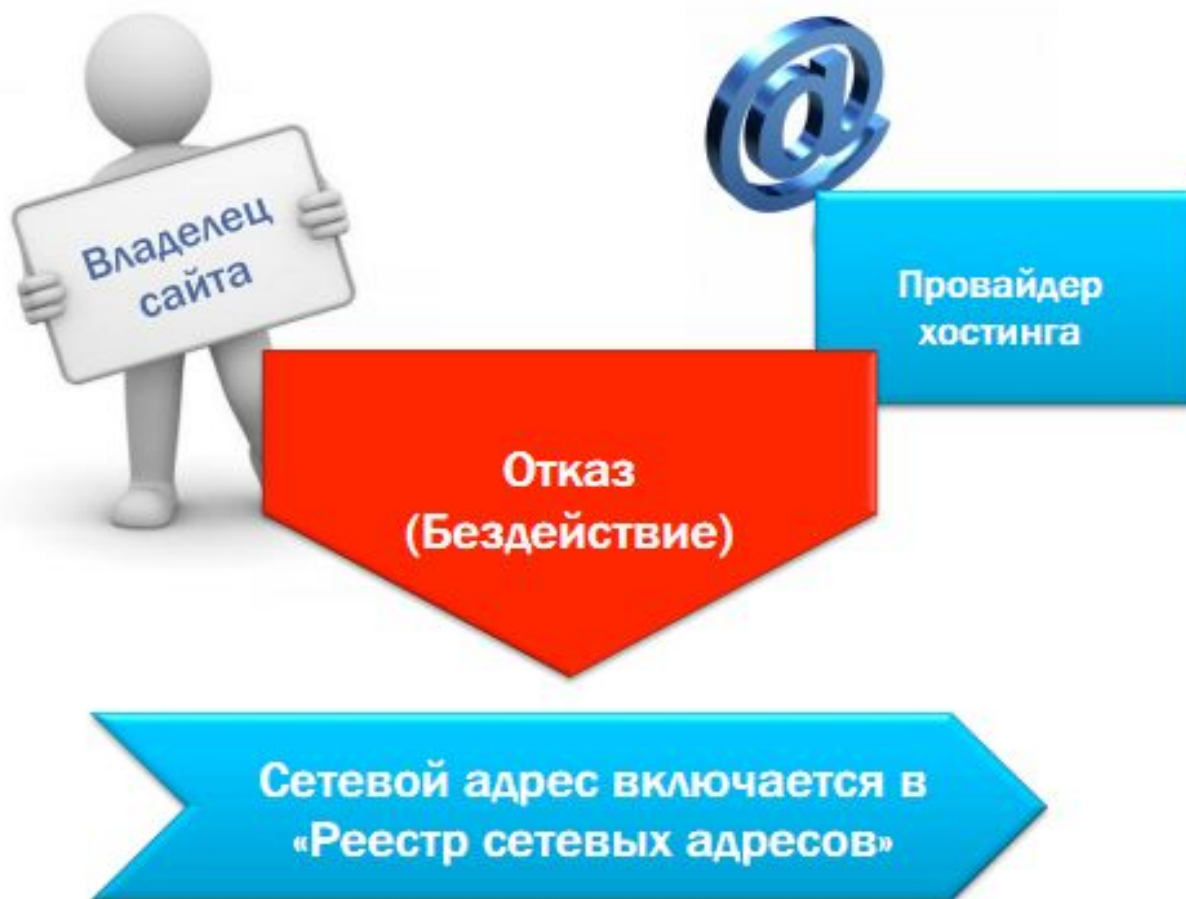 Владелец
сайта
Провайдер
хостинга
Отказ
(Бездействие)
Сетевой адрес включается в
«Реестр сетевых адресов»